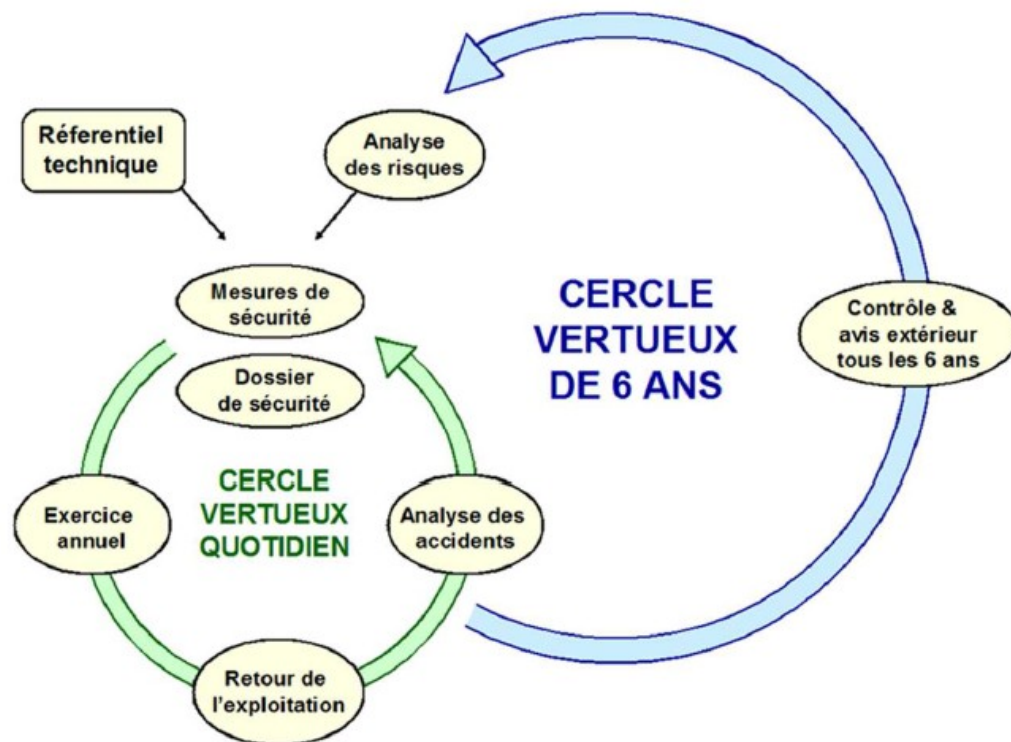 Réferentiel
technique
Analyse
des risques
Mesures de
sécurité
Dossier
de sécurité
CERCLE
VERTUEUX
DE 6 ANS
Contrôle &
avis extérieur
tous les 6 ans
CERCLE
VERTUEUX
QUOTIDIEN
Exercice
annuel
Analyse des
accidents
Retour de
l'exploitation